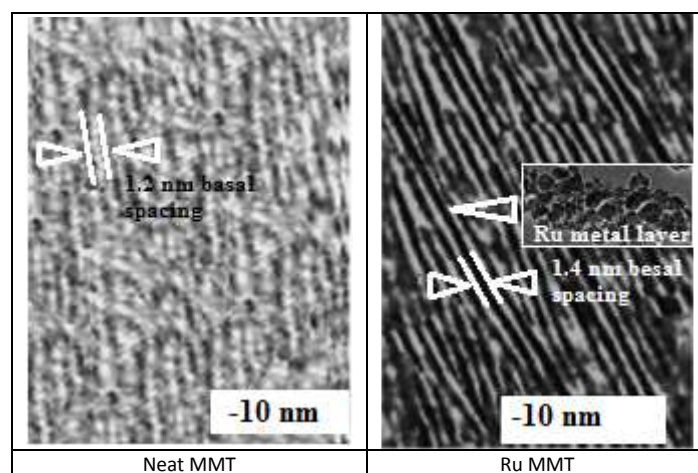 1.2 nm basal
spacing
-10 nm
Neat MMT
Ru metal layer
1.4 nm besal
spacing
-10 nm
Ru MMT